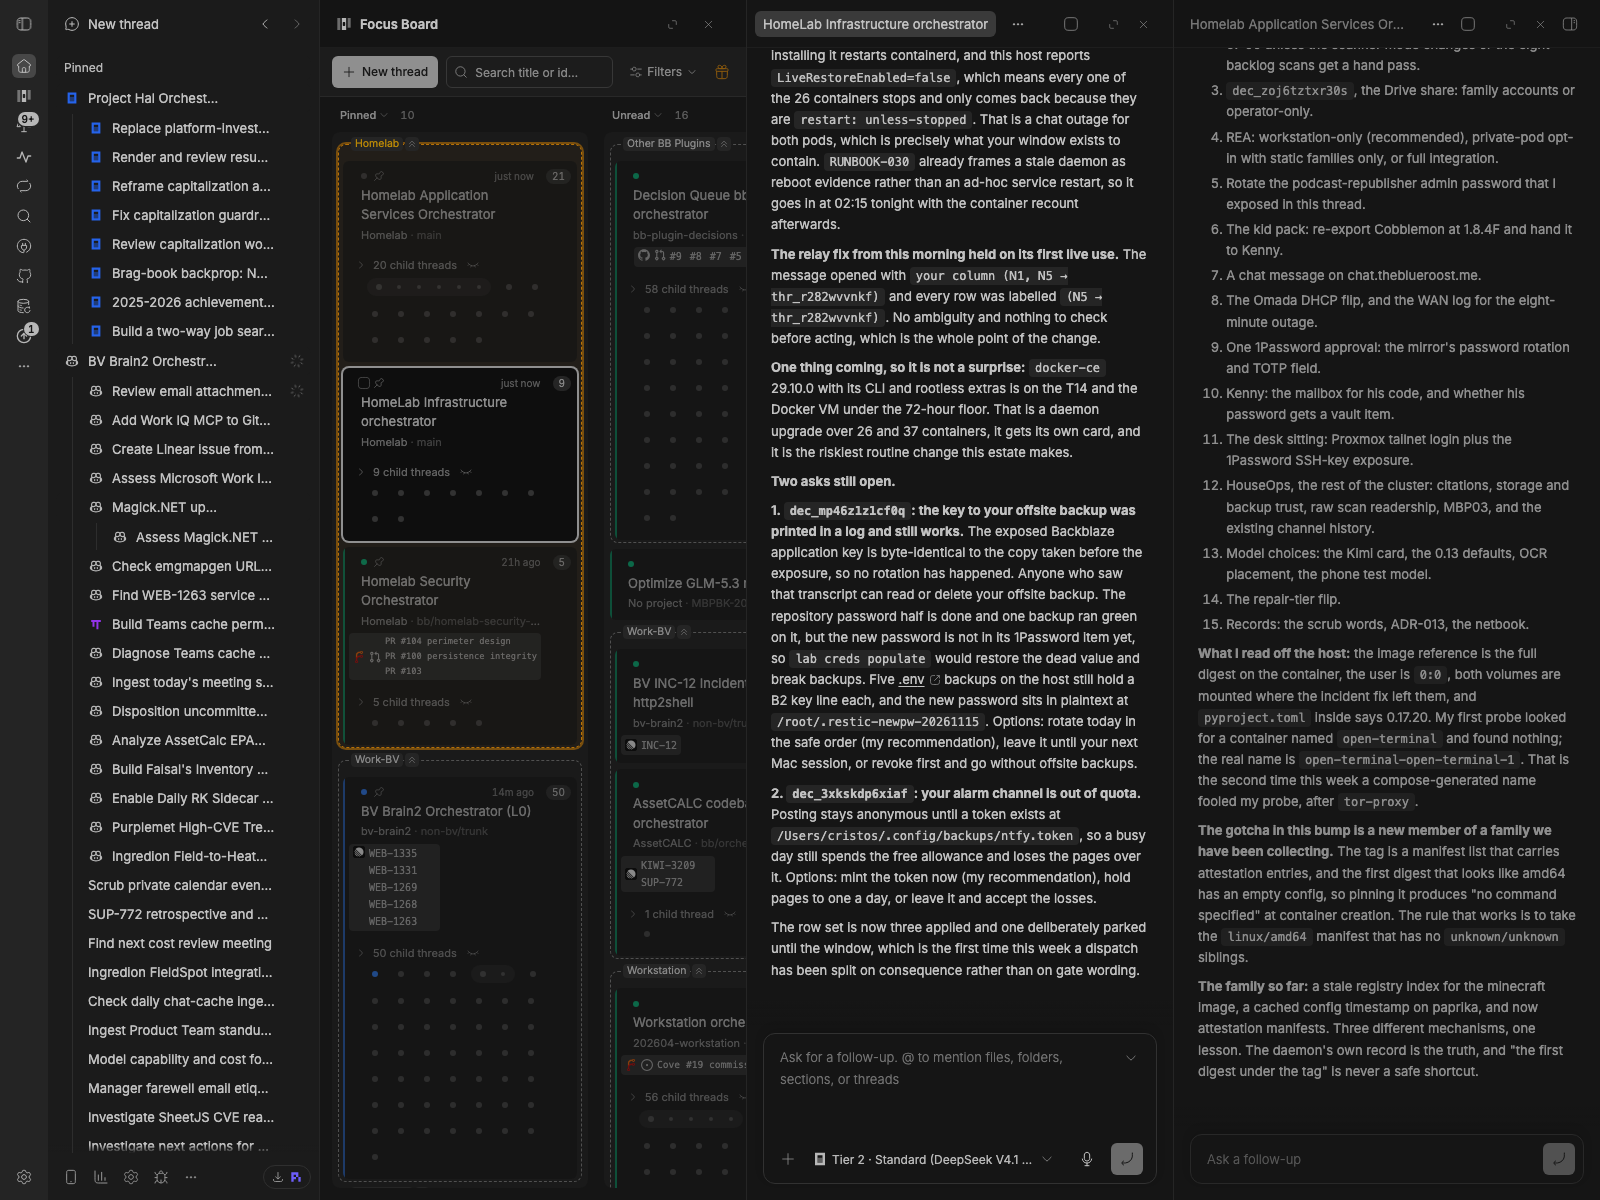 New thread
Pinned
Project Hal Orchest...
Replace platform-invest...
Render and review resu...
Reframe capitalization a...
Fix capitalization guardr...
Review capitalization wo...
Brag-book backprop: N...
2025-2026 achievement...
Build a two-way job sear...
BV Brain2 Orchestr...
Review email attachmen...
Add Work IQ MCP to Git...
Create Linear issue from...
Assess Microsoft Work I...
Magick.NET up...
Assess Magick.NET ...
Check emgmapgen URL...
Find WEB-1263 service ...
Build Teams cache perm...
Diagnose Teams cache ...
Ingest today's meeting s...
Disposition uncommitte...
Analyze AssetCalc EPA...
Build Faisal's Inventory ...
Enable Daily RK Sidecar ...
Purplemet High-CVE Tre...
Ingredion Field-to-Heat...
Scrub private calendar even...
SUP-772 retrospective and ...
Find next cost review meeting
Ingredion FieldSpot integrati...
Check daily chat-cache inge...
Ingest Product Team standu...
Model capability and cost fo...
Manager farewell email etiq...
Investigate SheetJS CVE rea...
Investigate next actions for ...
9+
1
Focus Board
New thread
Search title or id...
Filters
Pinned 10
Homelab
just now 21
Homelab Application
Services Orchestrator
Homelab · main
20 child threads
just now 9
HomeLab Infrastructure
orchestrator
Homelab · main
9 child threads
21h ago 5
Homelab Security
Orchestrator
Homelab · bb/homelab-security-...
PR #104 perimeter design
PR #100 persistence integrity
PR #103
5 child threads
Work-BV
14m ago 50
BV Brain2 Orchestrator (L0)
bv-brain2 · non-bv/trunk
WEB-1335
WEB-1331
WEB-1269
WEB-1268
WEB-1263
50 child threads
Unread 16
Other BB Plugins
Decision Queue bb
orchestrator
bb-plugin-decisions ·
#9 #8 #7 #5
58 child threads
Optimize GLM-5.3 r
No project · MBPBK-20
Work-BV
BV INC-12 Inciden
http2shell
bv-brain2 · non-bv/tru
INC-12
AssetCALC codeba
orchestrator
AssetCALC · bb/orche
KIWI-3209
SUP-772
1 child thread
Workstation
Workstation orche
202604-workstation ·
Cove #19 commiss
56 child threads
HomeLab Infrastructure orchestrator
Installing it restarts containerd, and this host reports
LiveRestoreEnabled=false , which means every one of
the 26 containers stops and only comes back because they
are restart: unless-stopped . That is a chat outage for
both pods, which is precisely what your window exists to
contain. RUNBOOK-030 already frames a stale daemon as
reboot evidence rather than an ad-hoc service restart, so it
goes in at 02:15 tonight with the container recount
afterwards.
The relay fix from this morning held on its first live use. The
message opened with your column (N1, N5 →
thr_r282wvvnkf) and every row was labelled (N5 →
thr_r282wvvnkf) . No ambiguity and nothing to check
before acting, which is the whole point of the change.
One thing coming, so it is not a surprise: docker-ce
29.10.0 with its CLI and rootless extras is on the T14 and the
Docker VM under the 72-hour floor. That is a daemon
upgrade over 26 and 37 containers, it gets its own card, and
it is the riskiest routine change this estate makes.
Two asks still open.
1. dec_mp46z1z1cf0q : the key to your offsite backup was
printed in a log and still works. The exposed Backblaze
application key is byte-identical to the copy taken before the
exposure, so no rotation has happened. Anyone who saw
that transcript can read or delete your offsite backup. The
repository password half is done and one backup ran green
on it, but the new password is not in its 1Password item yet,
so lab creds populate would restore the dead value and
break backups. Five .env backups on the host still hold a
B2 key line each, and the new password sits in plaintext at
/root/.restic-newpw-20261115 . Options: rotate today in
the safe order (my recommendation), leave it until your next
Mac session, or revoke first and go without offsite backups.
2. dec_3xkskdp6xiaf : your alarm channel is out of quota.
Posting stays anonymous until a token exists at
/Users/cristos/.config/backups/ntfy.token , so a busy
day still spends the free allowance and loses the pages over
it. Options: mint the token now (my recommendation), hold
pages to one a day, or leave it and accept the losses.
The row set is now three applied and one deliberately parked
until the window, which is the first time this week a dispatch
has been split on consequence rather than on gate wording.
Ask for a follow-up. @ to mention files, folders,
sections, or threads
Tier 2 · Standard (DeepSeek V4.1 ...
Homelab Application Services Or...
backlog scans get a hand pass.
3. dec_zoj6tztxr30s , the Drive share: family accounts or
operator-only.
4. REA: workstation-only (recommended), private-pod opt-
in with static families only, or full integration.
5. Rotate the podcast-republisher admin password that I
exposed in this thread.
6. The kid pack: re-export Cobblemon at 1.8.4F and hand it
to Kenny.
7. A chat message on chat.theblueroost.me.
8. The Omada DHCP flip, and the WAN log for the eight-
minute outage.
9. One 1Password approval: the mirror's password rotation
and TOTP field.
10. Kenny: the mailbox for his code, and whether his
password gets a vault item.
11. The desk sitting: Proxmox tailnet login plus the
1Password SSH-key exposure.
12. HouseOps, the rest of the cluster: citations, storage and
backup trust, raw scan readership, MBP03, and the
existing channel history.
13. Model choices: the Kimi card, the 0.13 defaults, OCR
placement, the phone test model.
14. The repair-tier flip.
15. Records: the scrub words, ADR-013, the netbook.
What I read off the host: the image reference is the full
digest on the container, the user is 0:0 , both volumes are
mounted where the incident fix left them, and
pyproject.toml inside says 0.17.20. My first probe looked
for a container named open-terminal and found nothing;
the real name is open-terminal-open-terminal-1 . That is
the second time this week a compose-generated name
fooled my probe, after tor-proxy .
The gotcha in this bump is a new member of a family we
have been collecting. The tag is a manifest list that carries
attestation entries, and the first digest that looks like amd64
has an empty config, so pinning it produces "no command
specified" at container creation. The rule that works is to take
the linux/amd64 manifest that has no unknown/unknown
siblings.
The family so far: a stale registry index for the minecraft
image, a cached config timestamp on paprika, and now
attestation manifests. Three different mechanisms, one
lesson. The daemon's own record is the truth, and "the first
digest under the tag" is never a safe shortcut.
Ask a follow-up